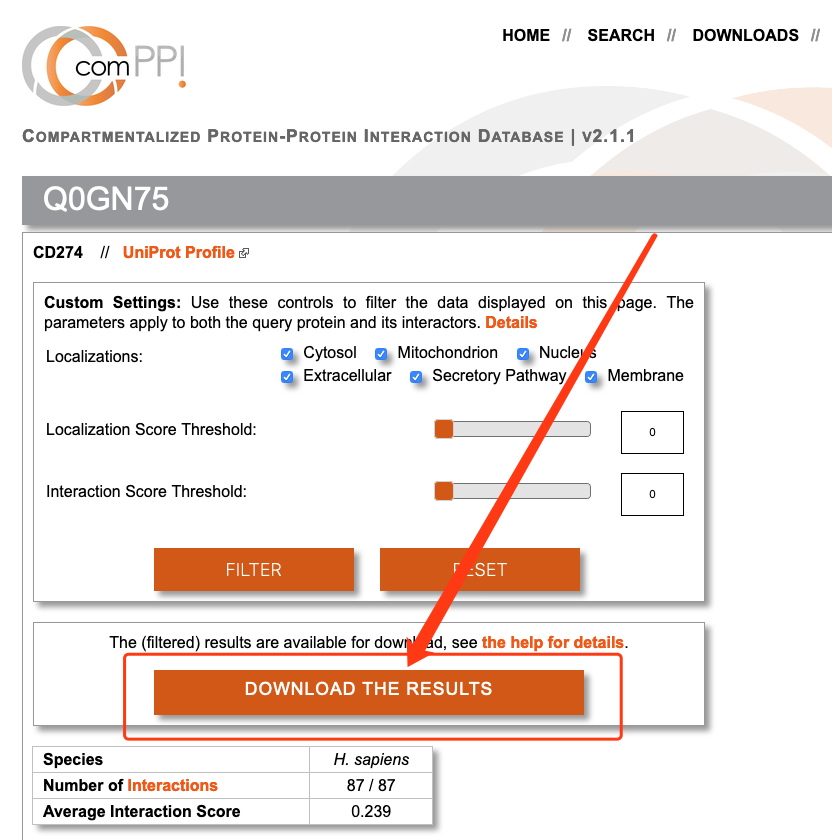 HOME // SEARCH // DOWNLOADS //
comPPI
COMPARTMENTALIZED PROTEIN-PROTEIN INTERACTION DATABASE | V2.1.1
Q0GN75
CD274 // UniProt Profile
Custom Settings: Use these controls to filter the data displayed on this page. The
parameters apply to both the query protein and its interactors. Details
Localizations: Cytosol Mitochondrion Nucleus
Extracellular Secretory Pathway Membrane
Localization Score Threshold: 0
Interaction Score Threshold: 0
FILTER RESET
The (filtered) results are available for download, see the help for details.
DOWNLOAD THE RESULTS
Species H. sapiens
Number of Interactions 87 / 87
Average Interaction Score 0.239